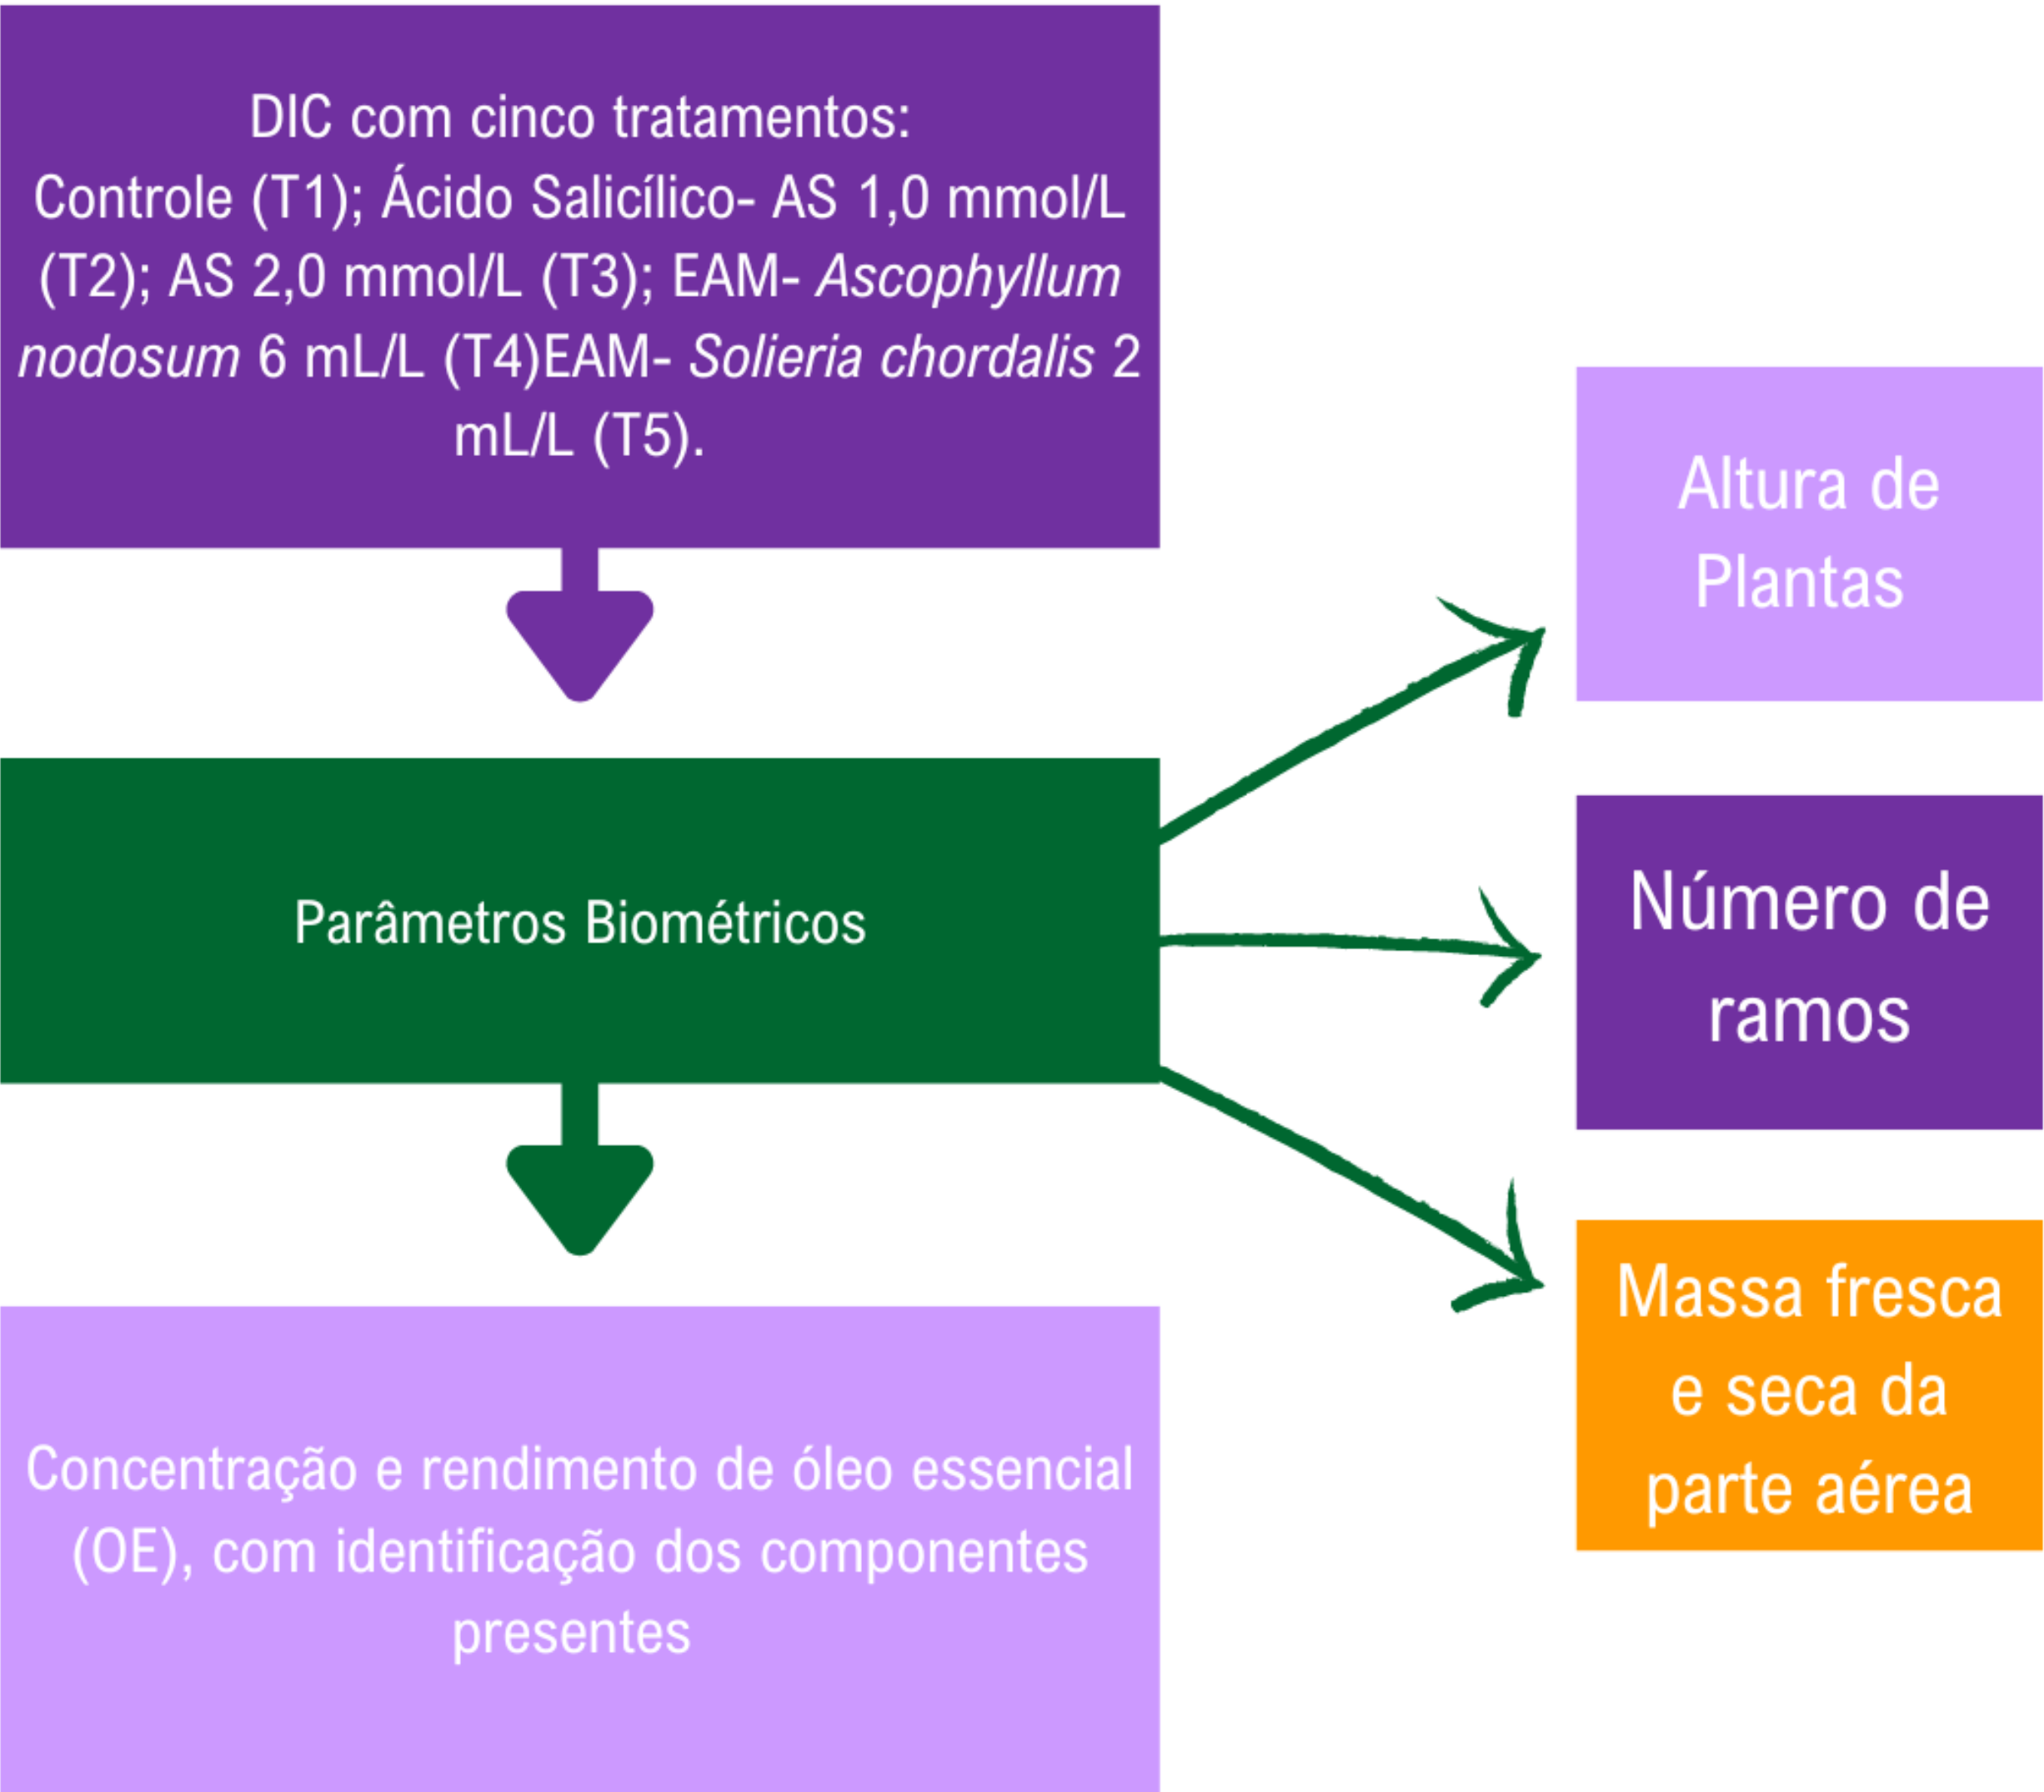 DIC com cinco tratamentos:
Controle (T1); Ácido Salicílico- AS 1,0 mmol/L
(T2); AS 2,0 mmol/L (T3); EAM- Ascophyllum
nodosum 6 mL/L (T4)EAM- Solieria chordalis 2
mL/L (T5).
Parâmetros Biométricos
Altura de
Plantas
Número de
ramos
Massa fresca
e seca da
parte aérea
Concentração e rendimento de óleo essencial
(OE), com identificação dos componentes
presentes